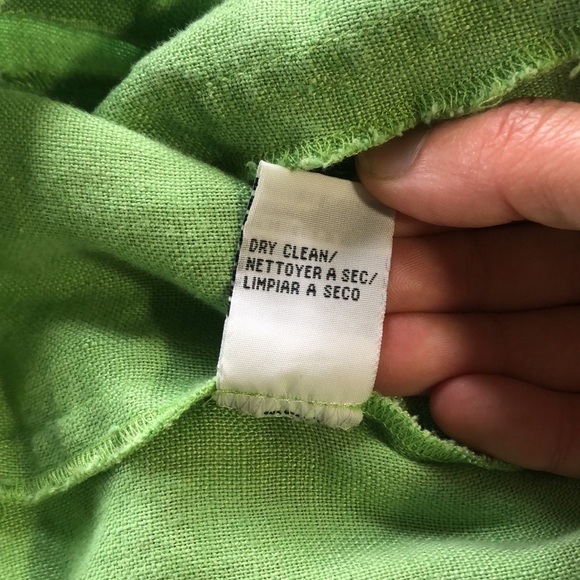 DRY CLEAN/
NETTOYER A SEC/
LIMPIAR A SECO